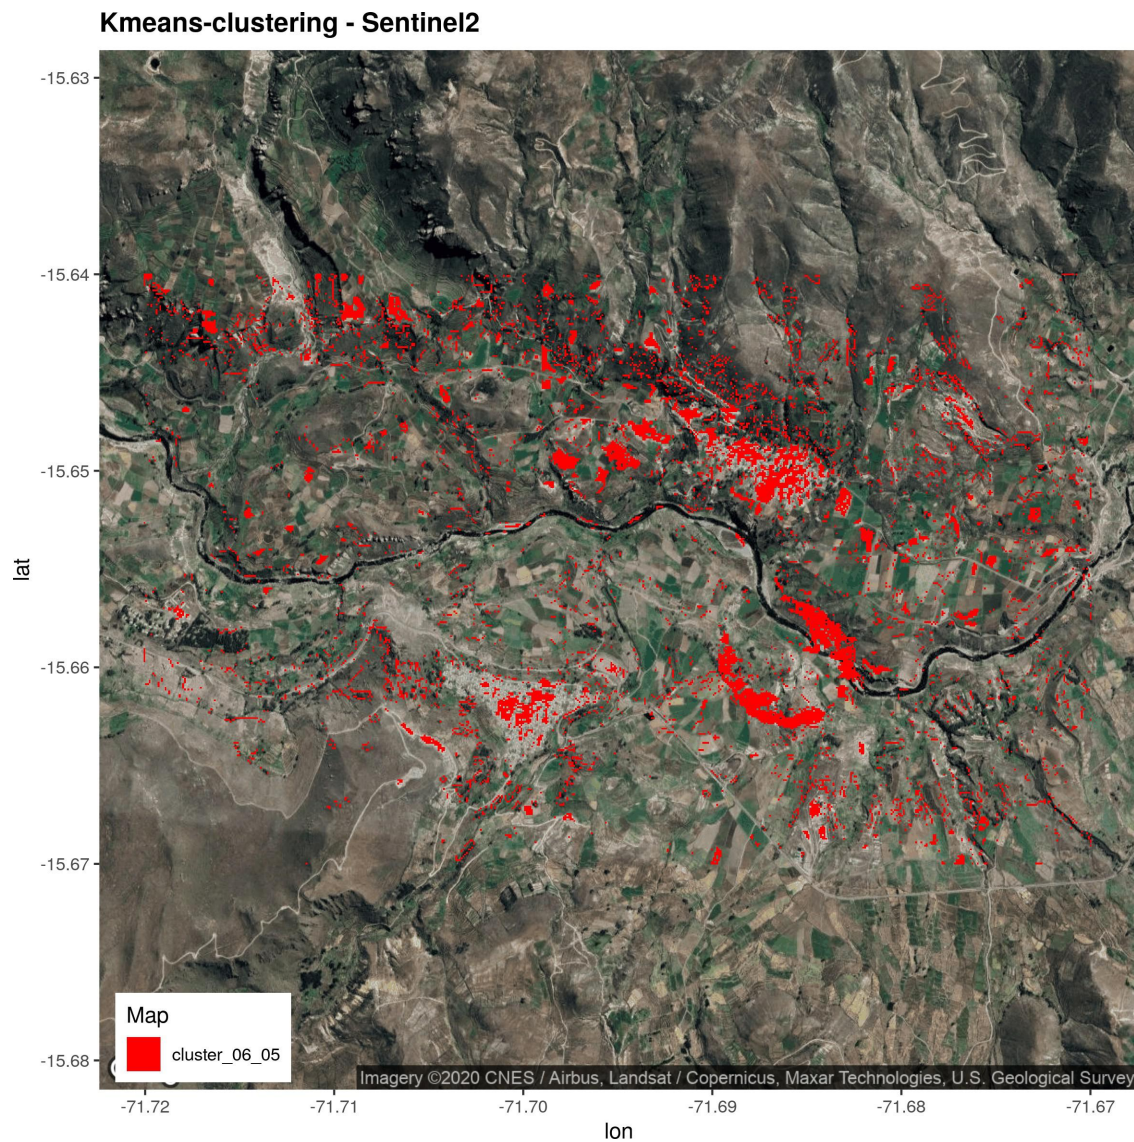 Kmeans-clustering - Sentinel2
-15.63
-15.64
-15.65
-15.66
-15.67
-15.68
lat
Map
cluster_06_05
Imagery ©2020 CNES / Airbus, Landsat / Copernicus, Maxar Technologies, U.S. Geological Survey
-71.72
-71.71
-71.70
-71.69
-71.68
-71.67
lon